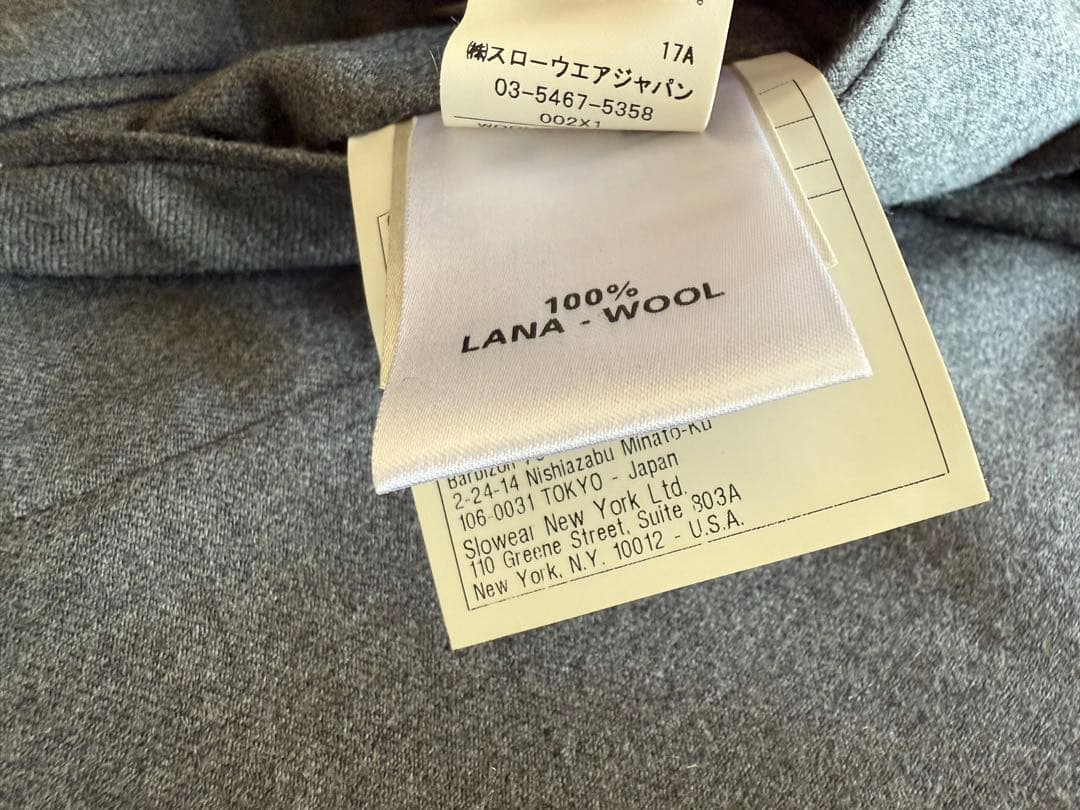 17A
㈱スローウエアジャパン
03-5467-5358
002X1
100%
LANA - WOOL
Minato-Ku
2-24-14 Nishiazabu
106-0031 TOKYO - Japan
Slowear New York Ltd.
110 Greene Street, Suite 803A
New York, N.Y. 10012 - U.S.A.